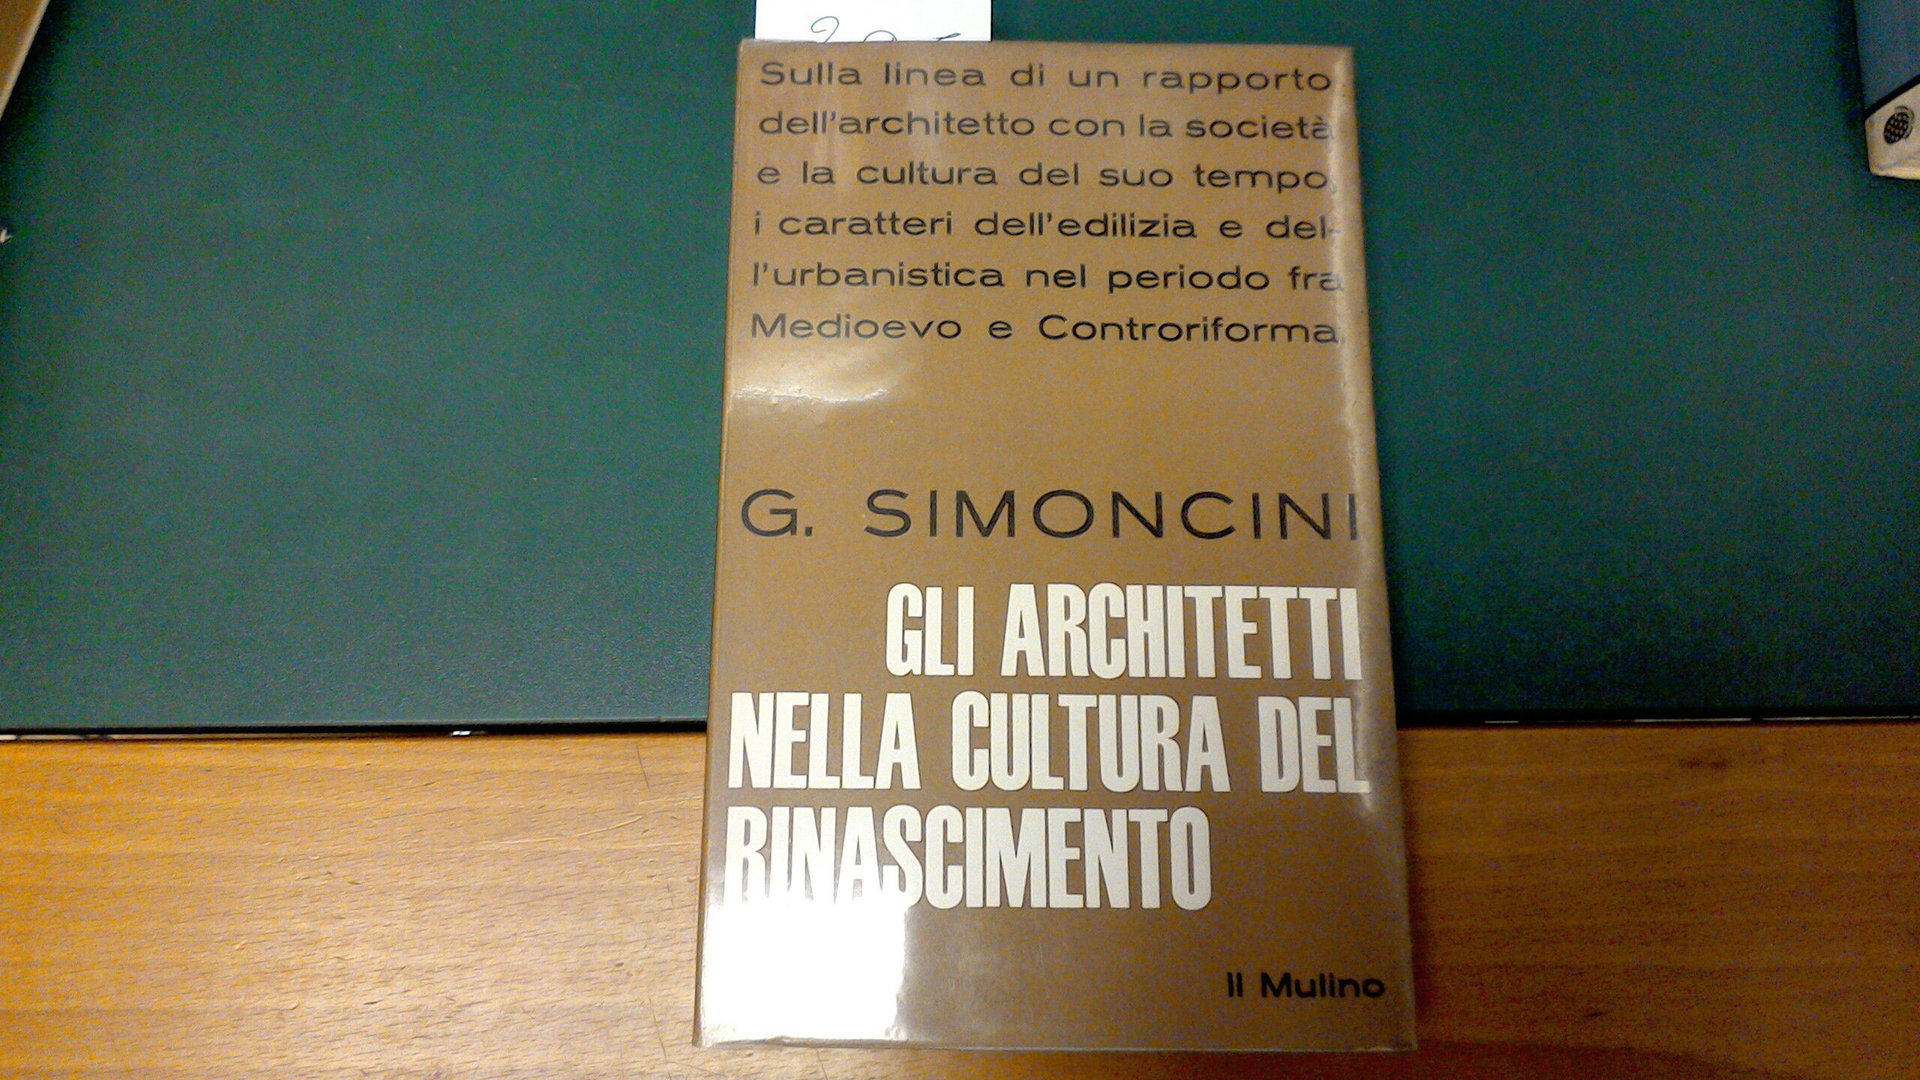 Sulla linea di un rapporto
dell'architetto con la società
e la cultura del suo tempo,
i caratteri dell'edilizia e del-
l'urbanistica nel periodo fra
Medioevo e Controriforma.
G. SIMONCINI
GLI ARCHITETTI
NELLA CULTURA DEL
RINASCIMENTO
Il Mulino